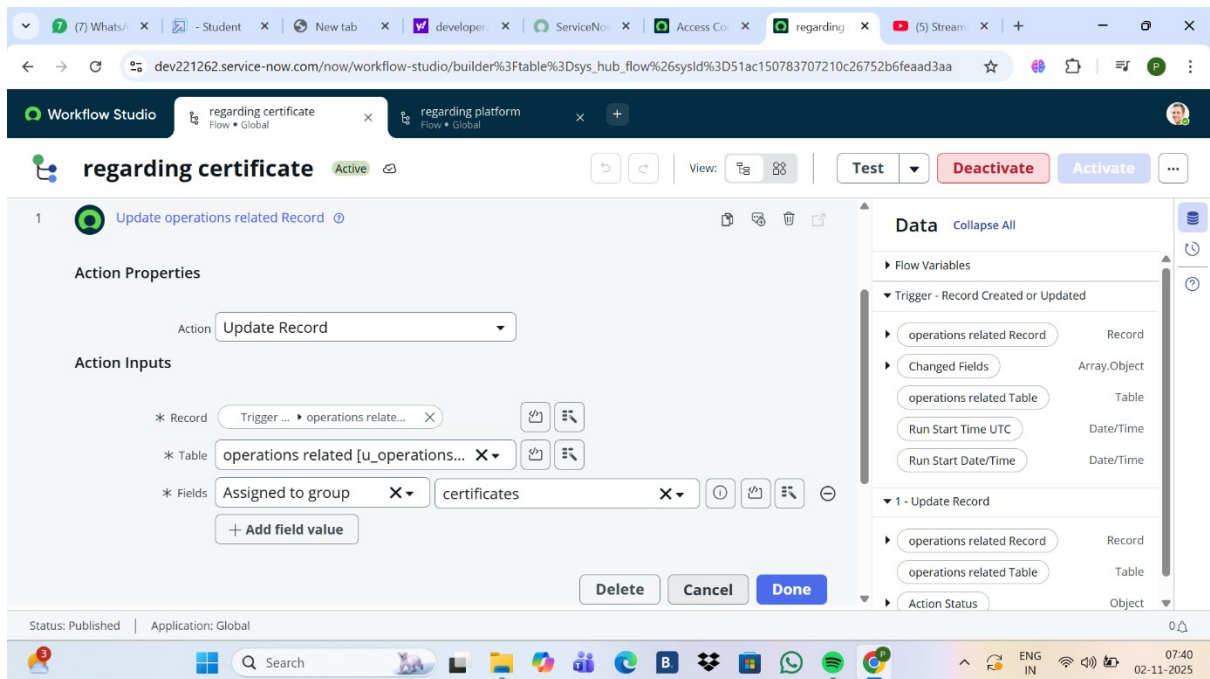 (7) WhatsA
- Student
New tab
developer.
ServiceNo
Access Co
regarding
(5) Stream
dev221262.service-now.com/now/workflow-studio/builder%3Ftable%3Dsys_hub_flow%26sysId%3D51ac150783707210c26752b6feaad3aa
P
Workflow Studio
regarding certificate
Flow • Global
regarding platform
Flow • Global
regarding certificate Active
View:
Test
Deactivate
Activate
1 Update operations related Record
Action Properties
Action Update Record
Action Inputs
* Record Trigger ... ▸ operations relate...
* Table operations related [u_operations...
* Fields Assigned to group certificates
+ Add field value
Delete Cancel Done
Data Collapse All
Flow Variables
Trigger - Record Created or Updated
operations related Record Record
Changed Fields Array.Object
operations related Table Table
Run Start Time UTC Date/Time
Run Start Date/Time Date/Time
1 - Update Record
operations related Record Record
operations related Table Table
Action Status Object
Status: Published | Application: Global
0
3
Search
B.
P
ENG
IN
07:40
02-11-2025